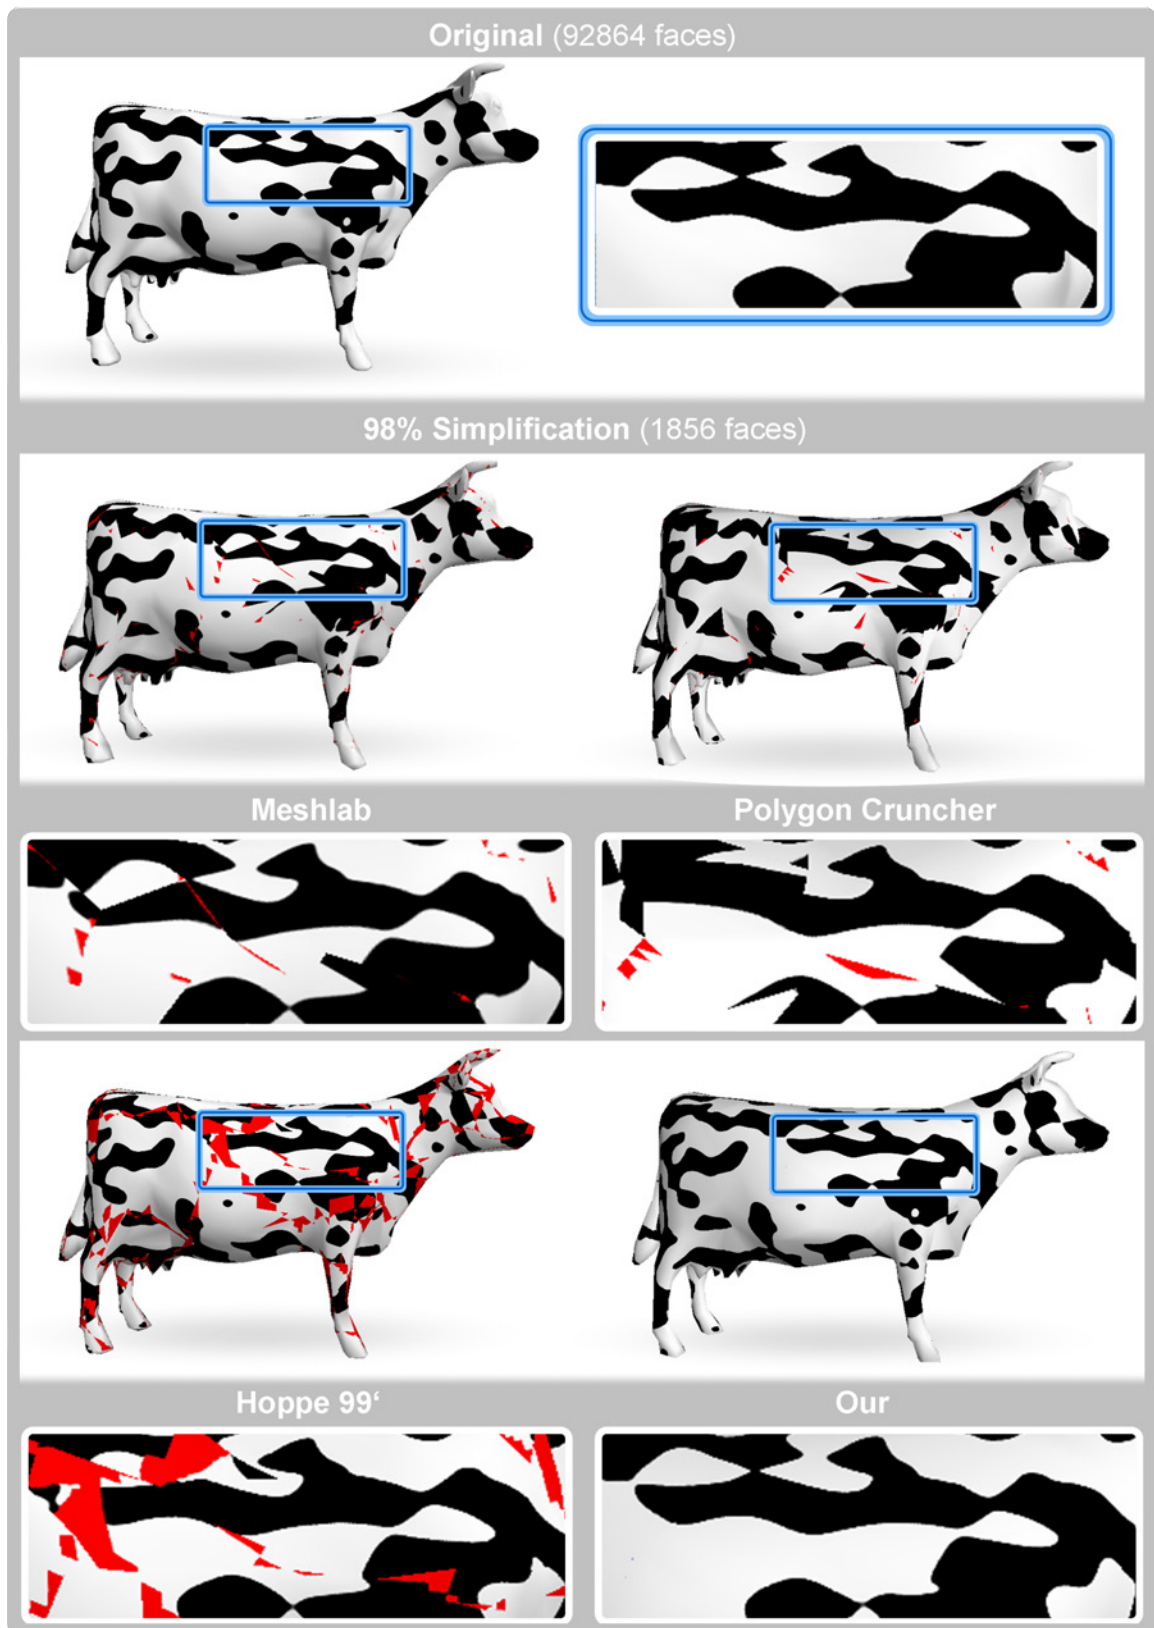 Original (92864 faces)
98% Simplification (1856 faces)
Meshlab
Polygon Cruncher
Hoppe 99‘
Our